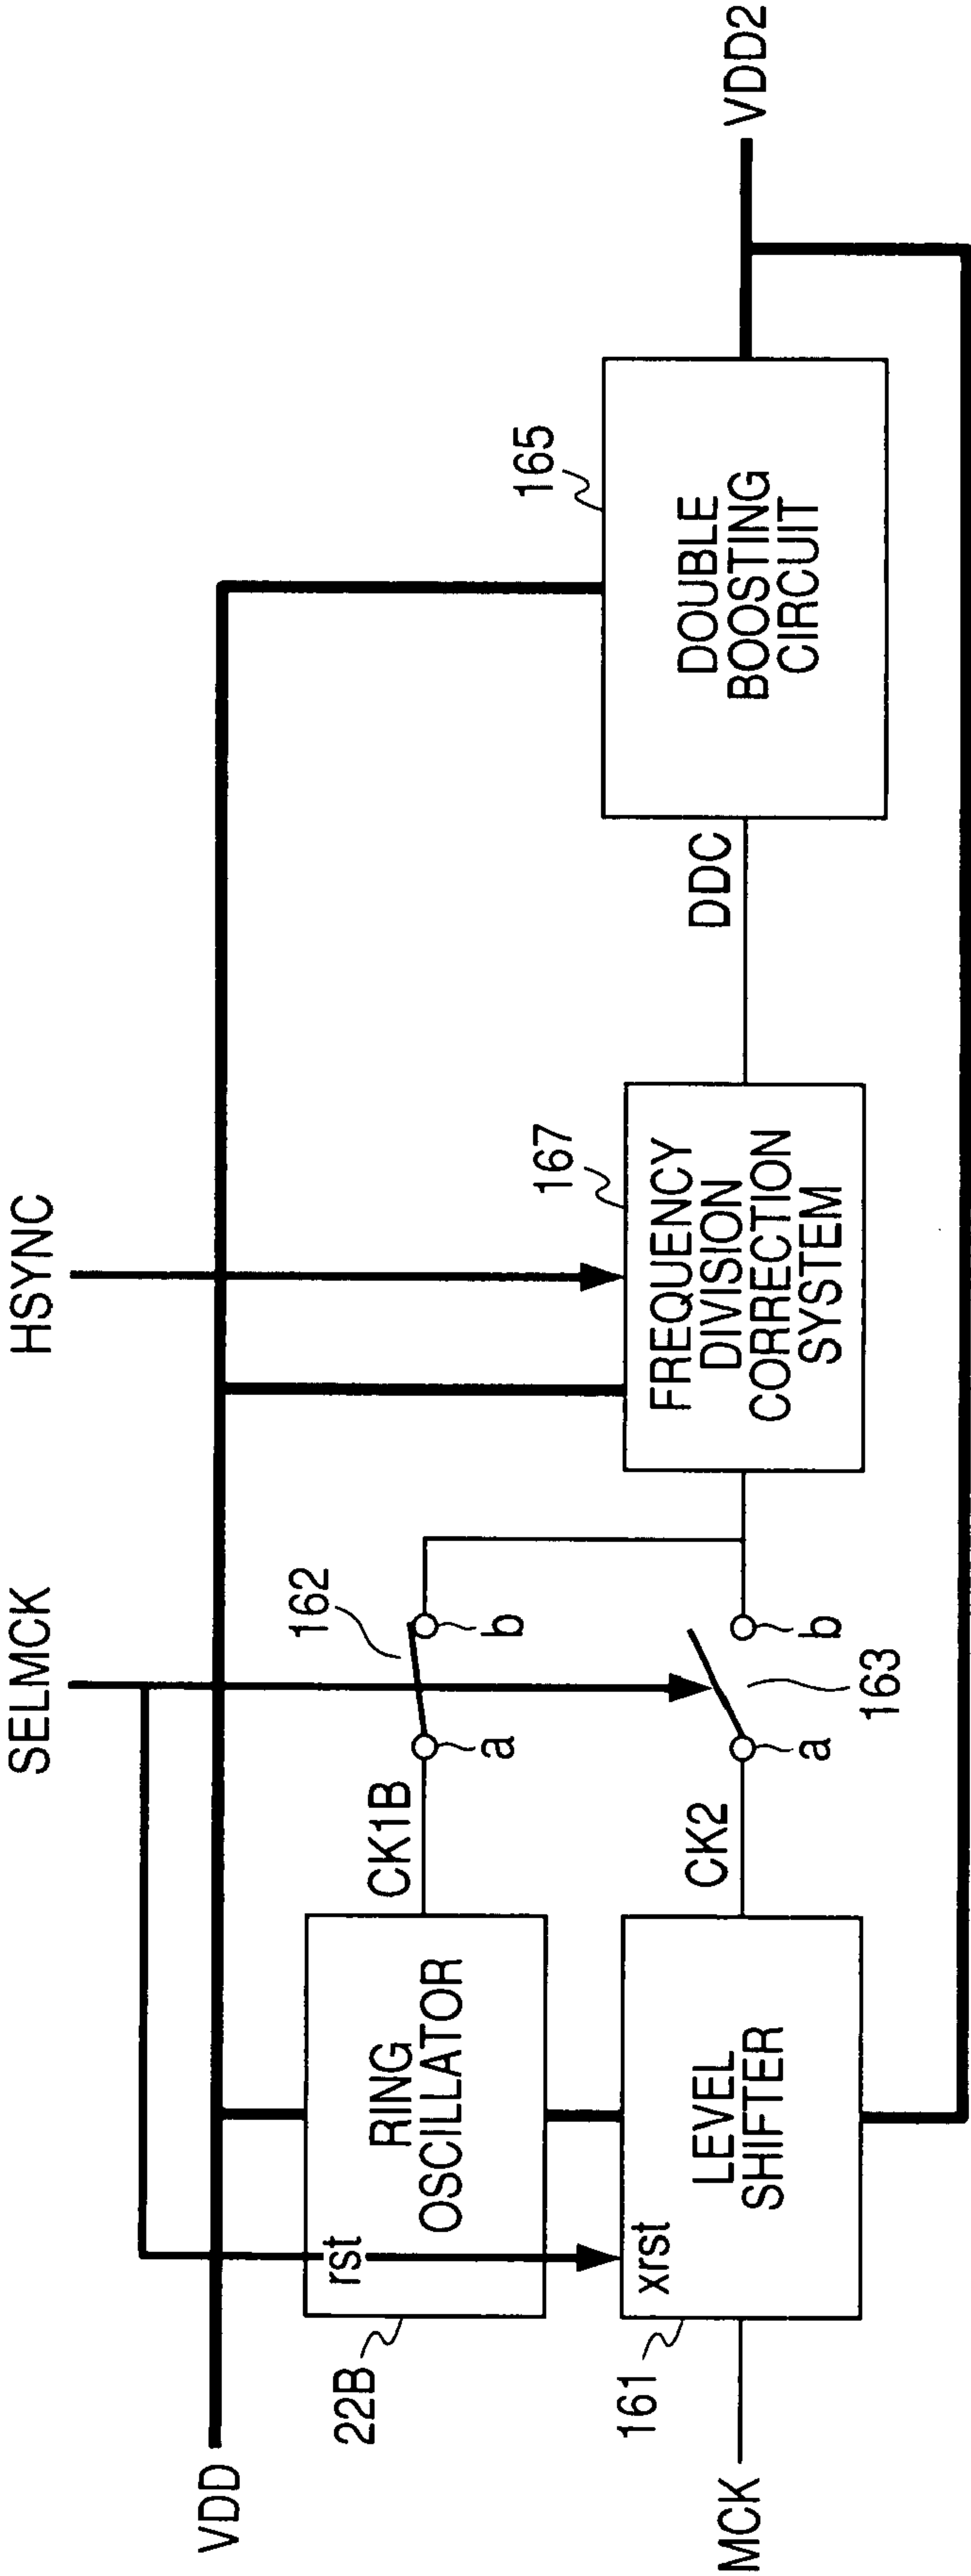 SELMCK
HSYNC
VDD
22B
rst
RING
OSCILLATOR
CK1B
a
b
162
161
xrst
LEVEL
SHIFTER
MCK
CK2
a
b
163
167
FREQUENCY
DIVISION
CORRECTION
SYSTEM
DDC
165
DOUBLE
BOOSTING
CIRCUIT
VDD2